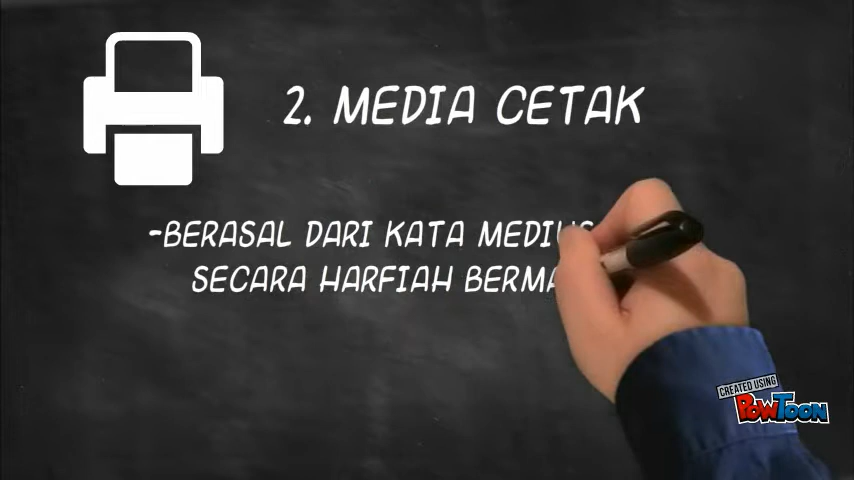 2. MEDIA CETAK
-BERASAL DARI KATA
SECARA HARFIAH
CREATED USING
POWTOON